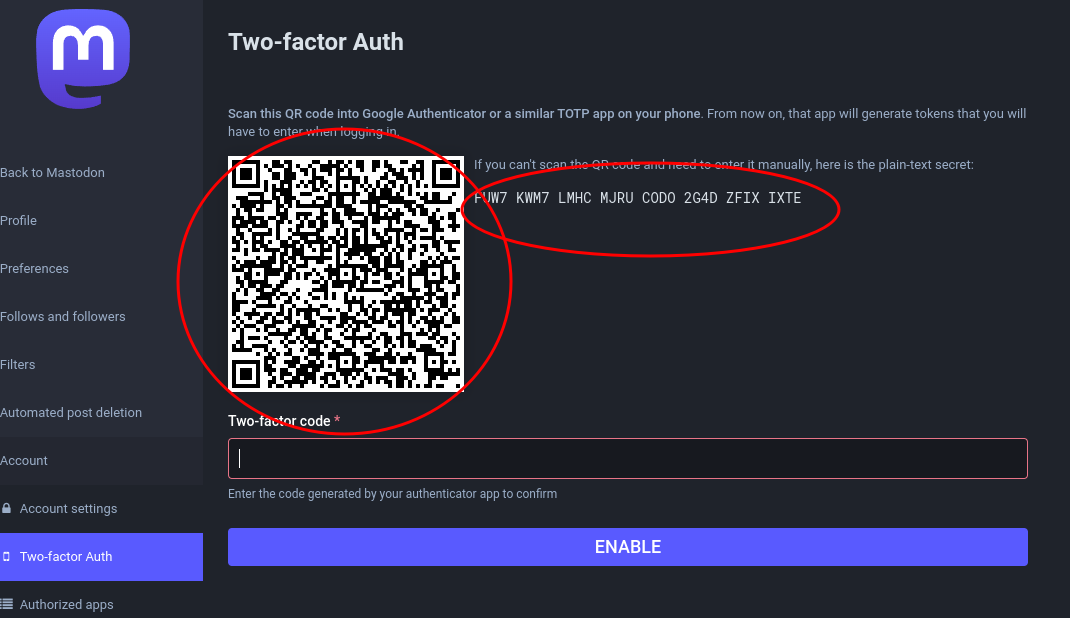 Two-factor Auth
Scan this QR code into Google Authenticator or a similar TOTP app on your phone. From now on, that app will generate tokens that you will
have to enter when logging in.
If you can't scan the QR code and need to enter it manually, here is the plain-text secret:
KWM7 LMHC MJRU CODO 2G4D ZFIX IXTE
Back to Mastodon
Profile
Preferences
Follows and followers
Filters
Automated post deletion
Account
Account settings
Two-factor Auth
Authorized apps
Two-factor code *
Enter the code generated by your authenticator app to confirm
ENABLE